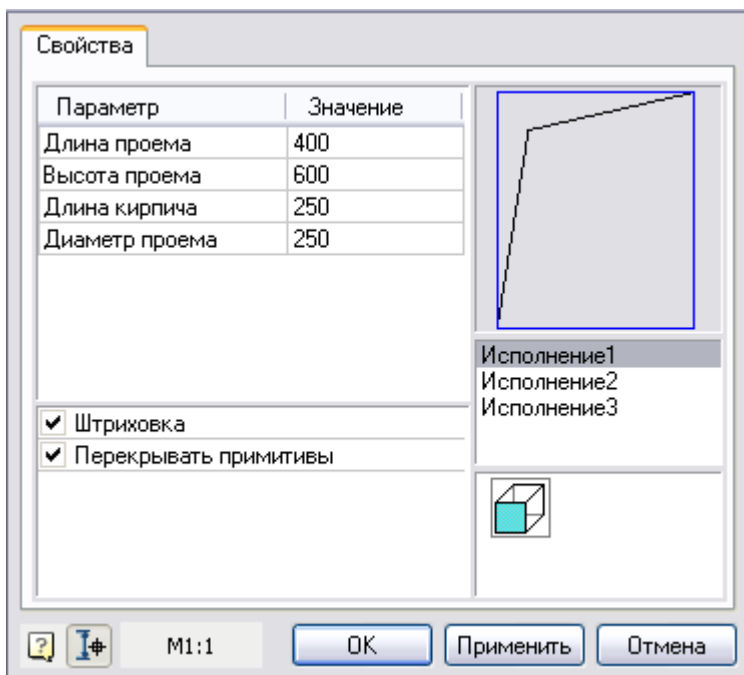 Свойства
Параметр Значение
Длина проема 400
Высота проема 600
Длина кирпича 250
Диаметр проема 250
Исполнение1
Исполнение2
Исполнение3
Штриховка
Перекрывать примитивы
? М1:1 OK Применить Отмена